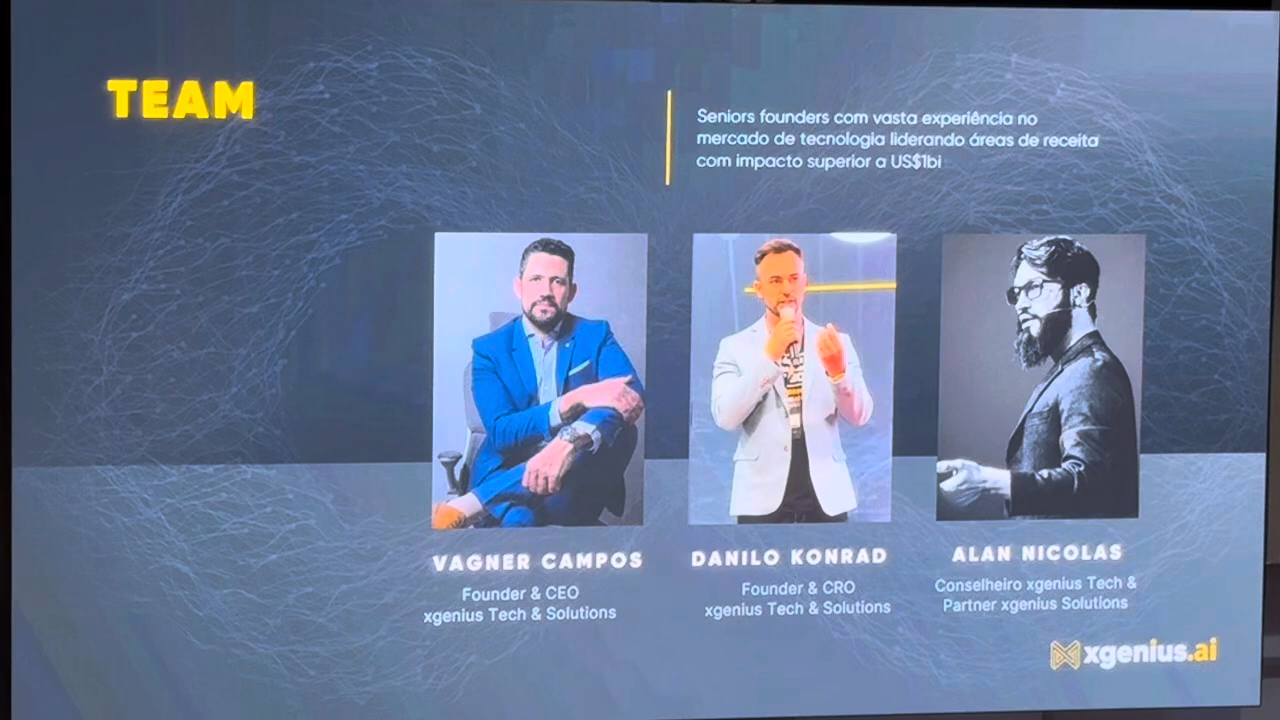 TEAM
Seniors founders com vasta experiência no
mercado de tecnologia liderando áreas de receita
com impacto superior a US$1bi
VAGNER CAMPOS
Founder & CEO
xgenius Tech & Solutions
DANILO KONRAD
Founder & CRO
xgenius Tech & Solutions
ALAN NICOLAS
Conselheiro xgenius Tech &
Partner xgenius Solutions
xgenius.ai